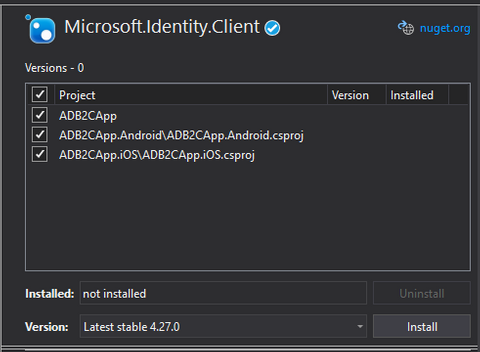 Microsoft.Identity.Client
nuget.org
Versions - 0
Project Version Installed
ADB2CApp
ADB2CApp.Android\ADB2CApp.Android.csproj
ADB2CApp.iOS\ADB2CApp.iOS.csproj
Installed: not installed Uninstall
Version: Latest stable 4.27.0 Install